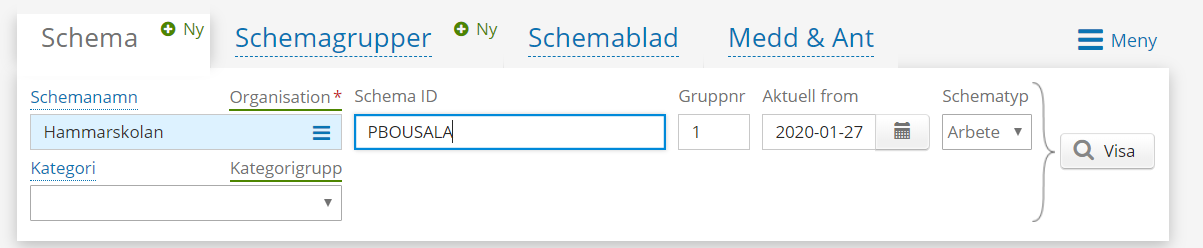 Schema Ny Schemagrupper Ny Schemablad Medd & Ant Meny
Schemanamn Organisation* Schema ID Gruppnr Aktuell from Schematyp
Hammarskolan PBOUSALA 1 2020-01-27 Arbete Visa
Kategori Kategorigrupp